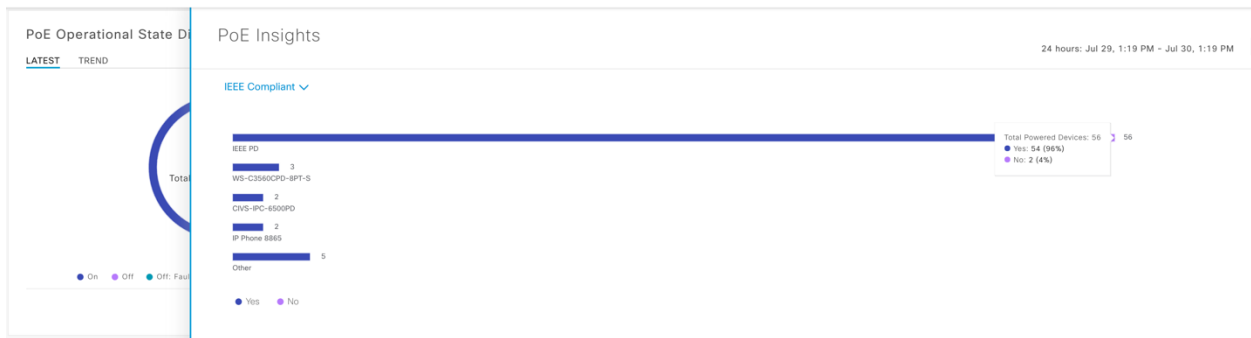 PoE Operational State Di
LATEST TREND
Total
On Off Off: Faul
PoE Insights
24 hours: Jul 29, 1:19 PM - Jul 30, 1:19 PM
IEEE Compliant
56
IEEE PD
Total Powered Devices: 56
Yes: 54 (96%)
No: 2 (4%)
3
WS-C3560CPD-8PT-S
2
CIVS-IPC-6500PD
2
IP Phone 8865
5
Other
Yes No